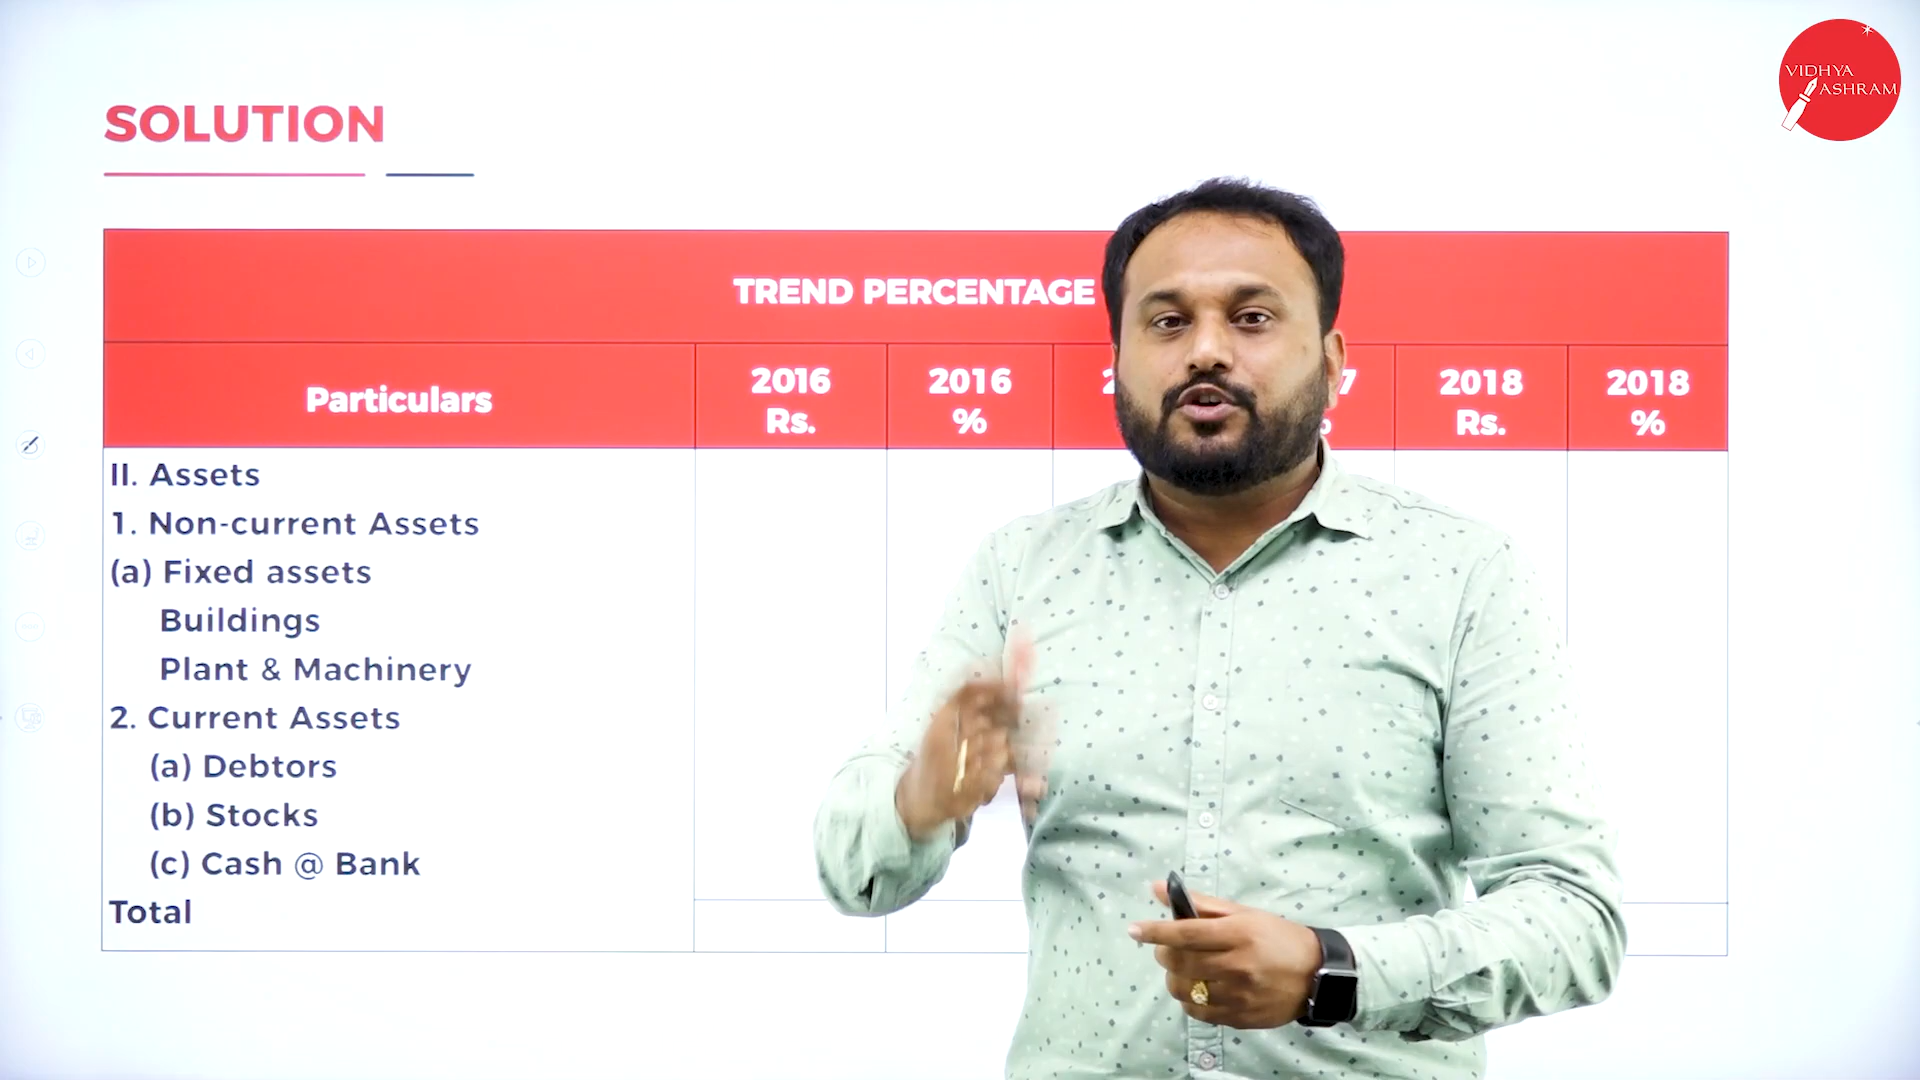 VIDHYA
ASHRAM
SOLUTION
TREND PERCENTAGE
Particulars
2016
Rs.
2016
%
2018
Rs.
2018
%
II. Assets
1. Non-current Assets
(a) Fixed assets
Buildings
Plant & Machinery
2. Current Assets
(a) Debtors
(b) Stocks
(c) Cash @ Bank
Total